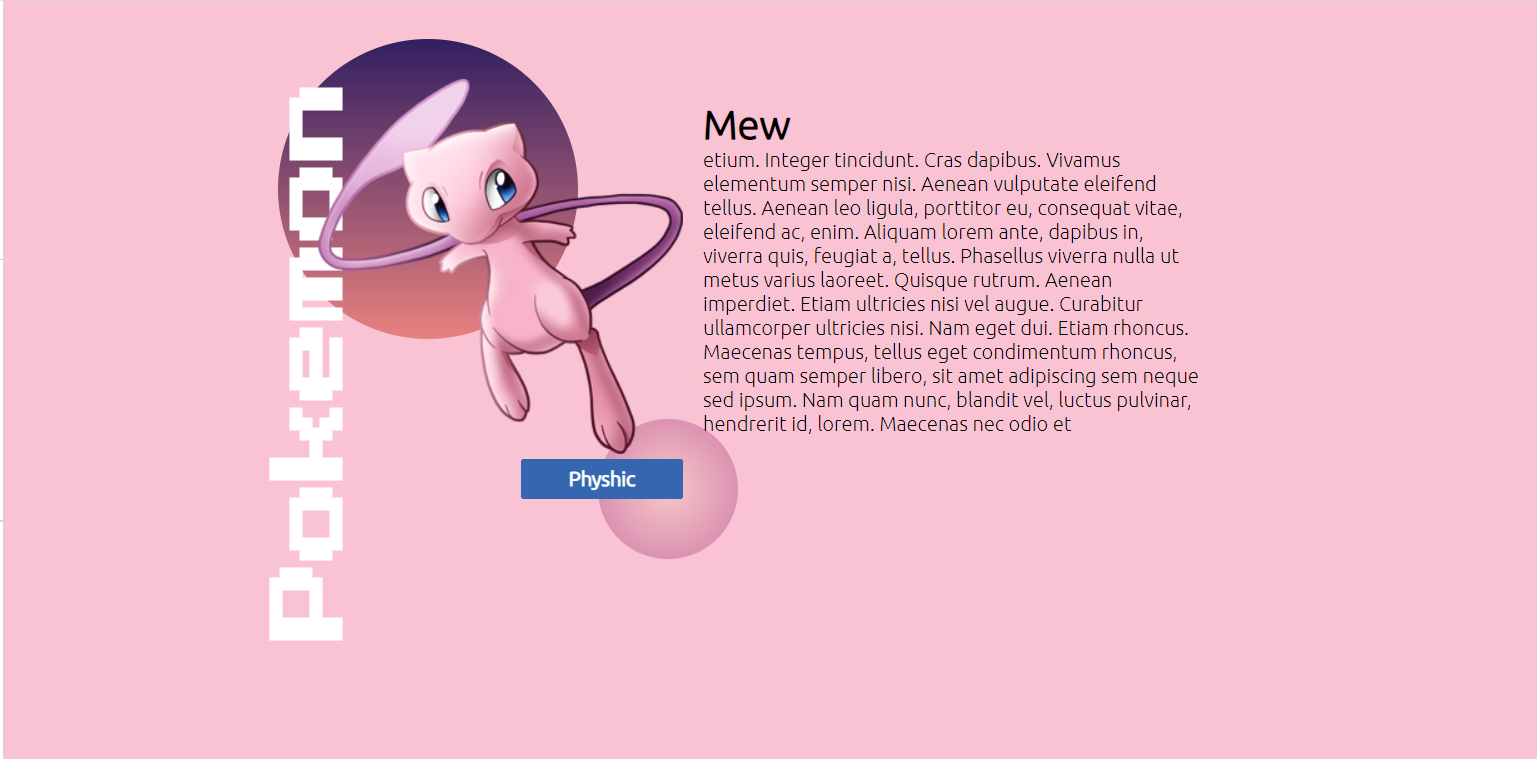 Pokemon
Mew
etium. Integer tincidunt. Cras dapibus. Vivamus
elementum semper nisi. Aenean vulputate eleifend
tellus. Aenean leo ligula, porttitor eu, consequat vitae,
eleifend ac, enim. Aliquam lorem ante, dapibus in,
viverra quis, feugiat a, tellus. Phasellus viverra nulla ut
metus varius laoreet. Quisque rutrum. Aenean
imperdiet. Etiam ultricies nisi vel augue. Curabitur
ullamcorper ultricies nisi. Nam eget dui. Etiam rhoncus.
Maecenas tempus, tellus eget condimentum rhoncus,
sem quam semper libero, sit amet adipiscing sem neque
sed ipsum. Nam quam nunc, blandit vel, luctus pulvinar,
hendrerit id, lorem. Maecenas nec odio et
Physhic